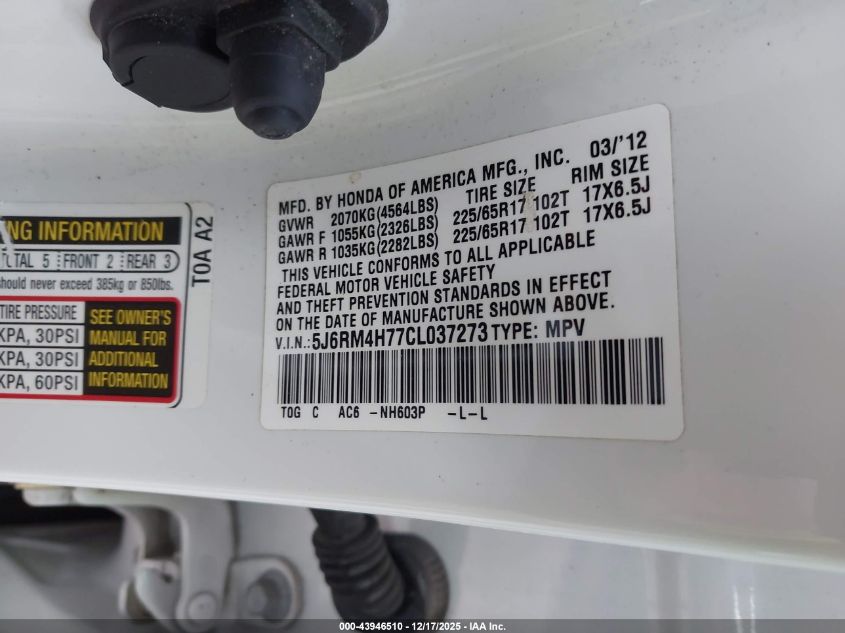 NG INFORMATION
TAL 5 FRONT 2 REAR 3
hould never exceed 385kg or 850lbs.
TIRE PRESSURE
KPA, 30PSI
KPA, 30PSI
KPA, 60PSI
SEE OWNER'S
MANUAL FOR
ADDITIONAL
INFORMATION
T0A A2
MFD. BY HONDA OF AMERICA MFG., INC. 03/'12
GVWR 2070KG(4564LBS) TIRE SIZE RIM SIZE
GAWR F 1055KG(2326LBS) 225/65R17 102T 17X6.5J
GAWR R 1035KG(2282LBS) 225/65R17 102T 17X6.5J
THIS VEHICLE CONFORMS TO ALL APPLICABLE
FEDERAL MOTOR VEHICLE SAFETY
AND THEFT PREVENTION STANDARDS IN EFFECT
ON THE DATE OF MANUFACTURE SHOWN ABOVE.
V.I.N.: 5J6RM4H77CL037273 TYPE: MPV
T0G C AC6 -NH603P -L-L
000-43946510 - 12/17/2025 - IAA Inc.